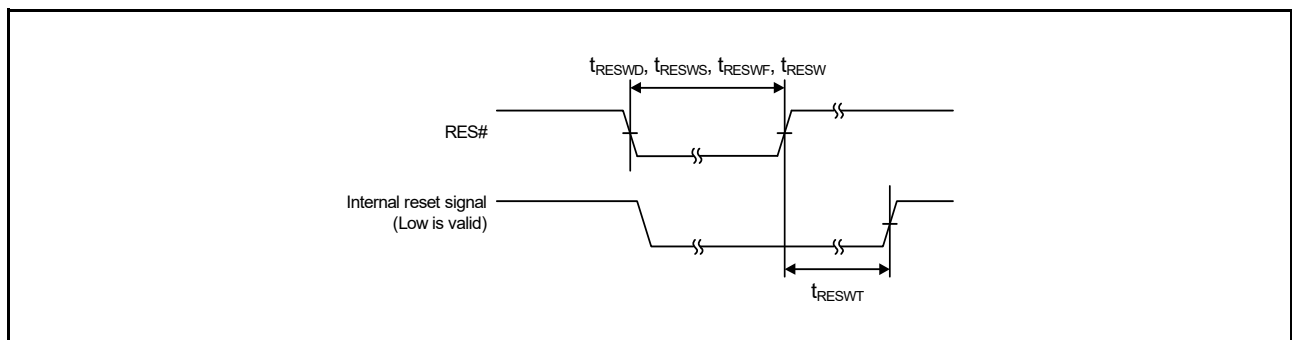 tRESWD, tRESWS, tRESWF, tRESW
RES#
Internal reset signal
(Low is valid)
tRESWT